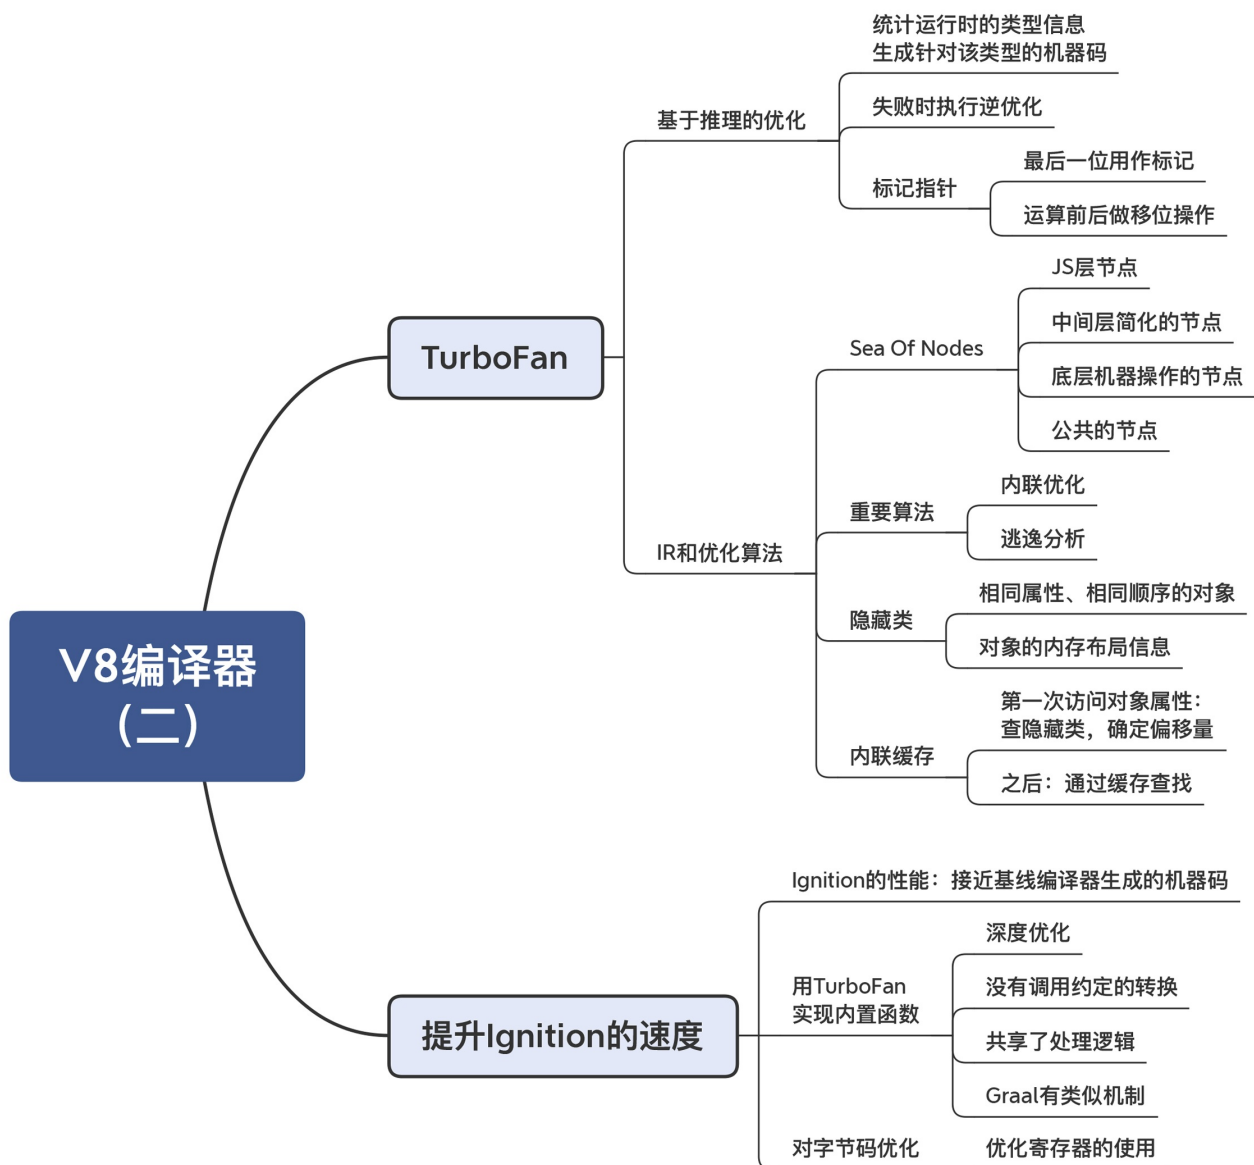 V8编译器
(二)
TurboFan
基于推理的优化
统计运行时的类型信息
生成针对该类型的机器码
失败时执行逆优化
标记指针
最后一位用作标记
运算前后做移位操作
IR和优化算法
Sea Of Nodes
JS层节点
中间层简化的节点
底层机器操作的节点
公共的节点
重要算法
内联优化
逃逸分析
隐藏类
相同属性、相同顺序的对象
对象的内存布局信息
内联缓存
第一次访问对象属性：
查隐藏类，确定偏移量
之后：通过缓存查找
提升Ignition的速度
Ignition的性能：接近基线编译器生成的机器码
用TurboFan
实现内置函数
深度优化
没有调用约定的转换
共享了处理逻辑
Graal有类似机制
对字节码优化
优化寄存器的使用